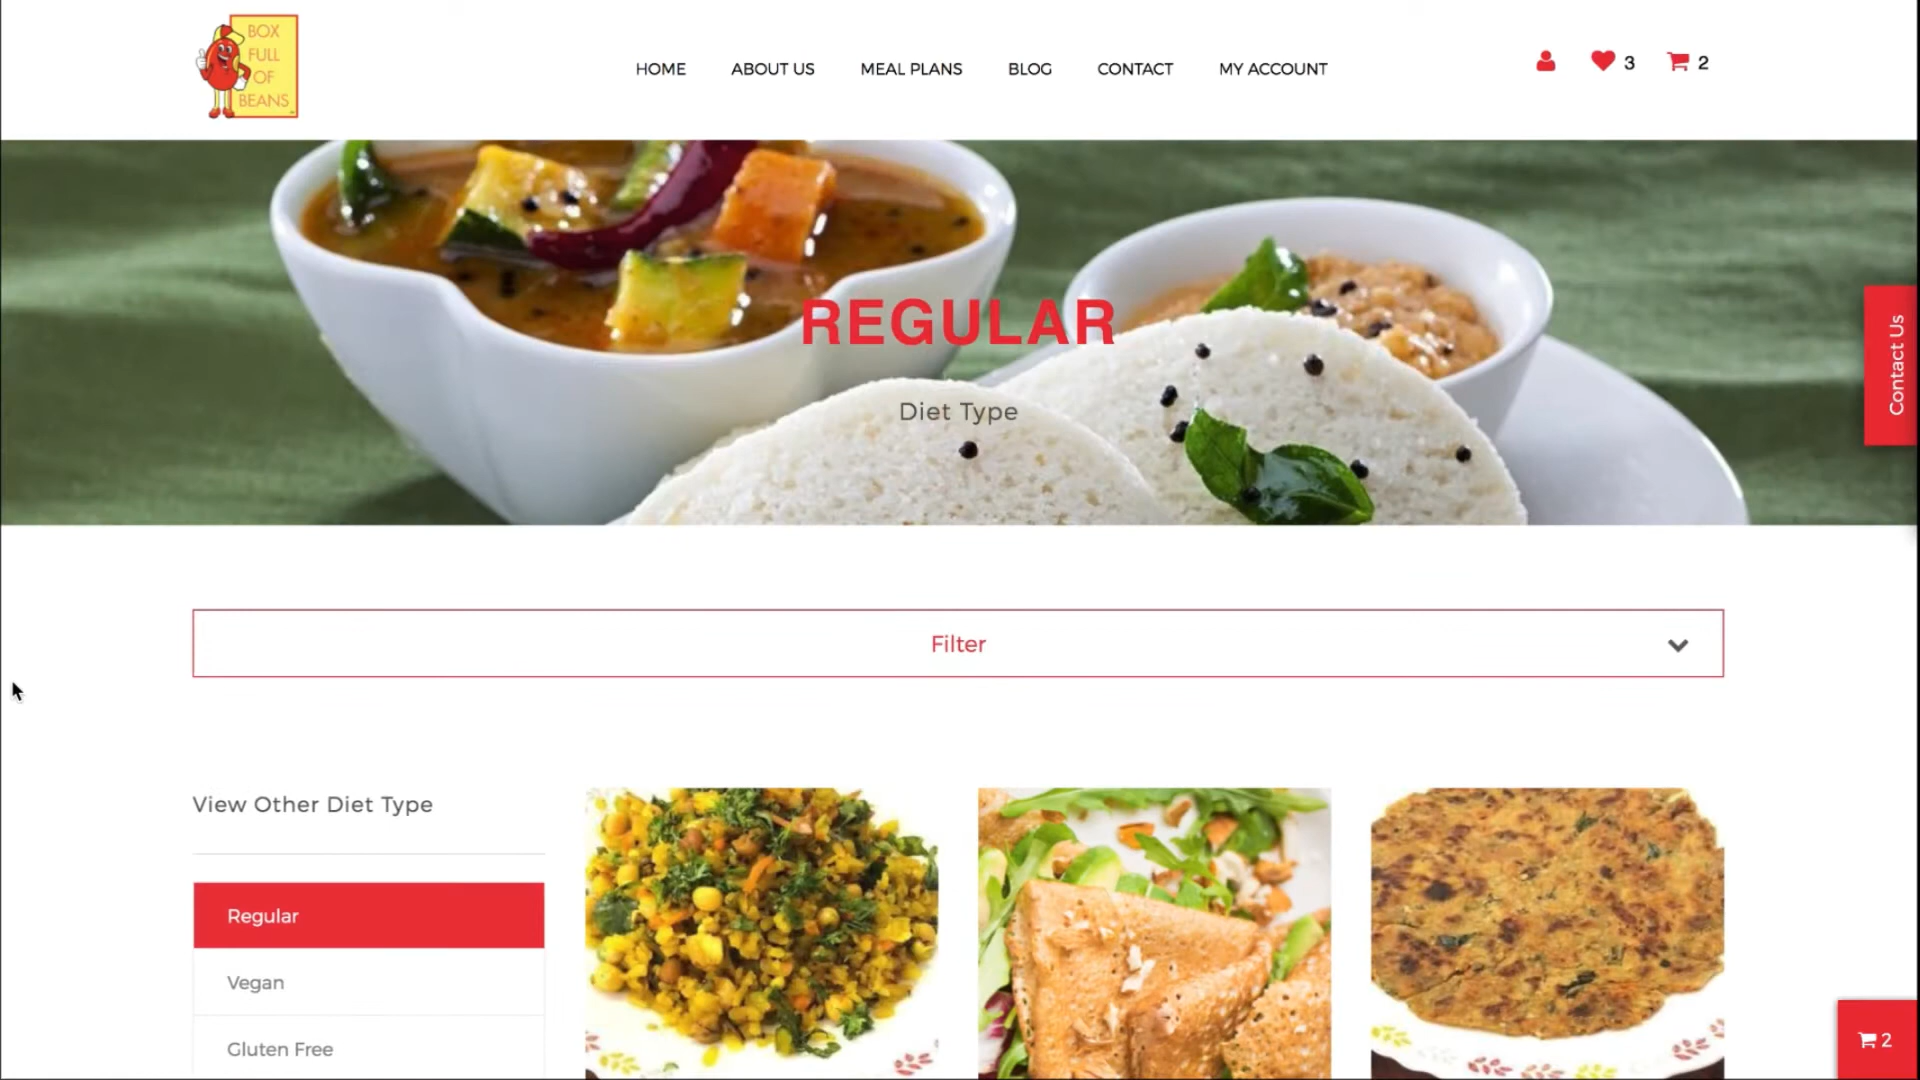 BOX
FULL
OF
BEANS
HOME ABOUT US MEAL PLANS BLOG CONTACT MY ACCOUNT 3 2
REGULAR
Diet Type
Contact Us
Filter
View Other Diet Type
Regular
Vegan
Gluten Free
2